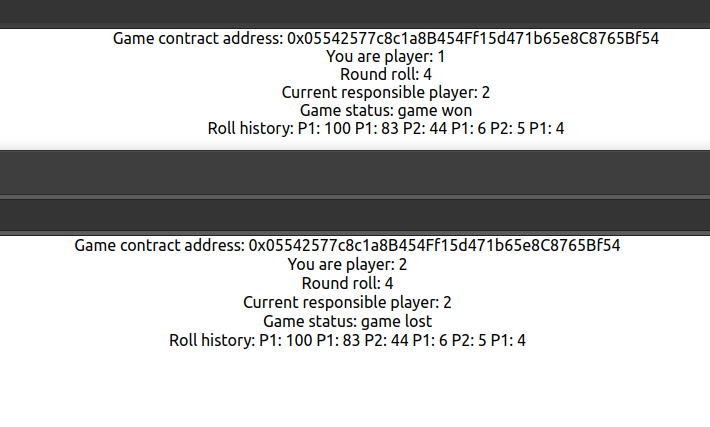 Game contract address: 0x05542577c8c1a8B454Ff15d471b65e8C8765Bf54
You are player: 1
Round roll: 4
Current responsible player: 2
Game status: game won
Roll history: P1: 100 P1: 83 P2: 44 P1: 6 P2: 5 P1: 4
Game contract address: 0x05542577c8c1a8B454Ff15d471b65e8C8765Bf54
You are player: 2
Round roll: 4
Current responsible player: 2
Game status: game lost
Roll history: P1: 100 P1: 83 P2: 44 P1: 6 P2: 5 P1: 4